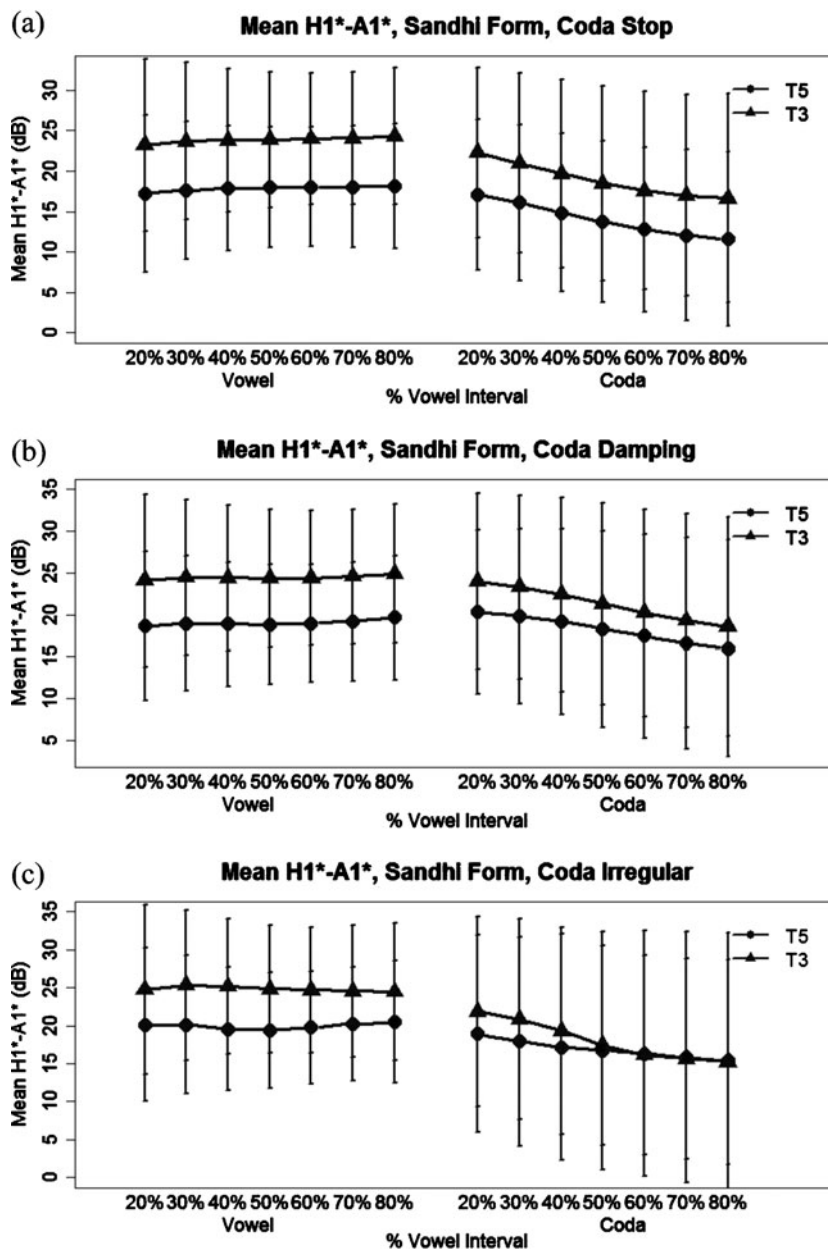 (a)
Mean H1*-A1*, Sandhi Form, Coda Stop
Mean H1*-A1* (dB)
30
25
20
15
10
5
0
T5
T3
20% 30% 40% 50% 60% 70% 80%
20% 30% 40% 50% 60% 70% 80%
Vowel
Coda
% Vowel Interval
(b)
Mean H1*-A1*, Sandhi Form, Coda Damping
Mean H1*-A1* (dB)
35
30
25
20
15
10
5
T5
T3
20% 30% 40% 50% 60% 70% 80%
20% 30% 40% 50% 60% 70% 80%
Vowel
Coda
% Vowel Interval
(c)
Mean H1*-A1*, Sandhi Form, Coda Irregular
Mean H1*-A1* (dB)
35
30
25
20
15
10
5
0
T5
T3
20% 30% 40% 50% 60% 70% 80%
20% 30% 40% 50% 60% 70% 80%
Vowel
Coda
% Vowel Interval